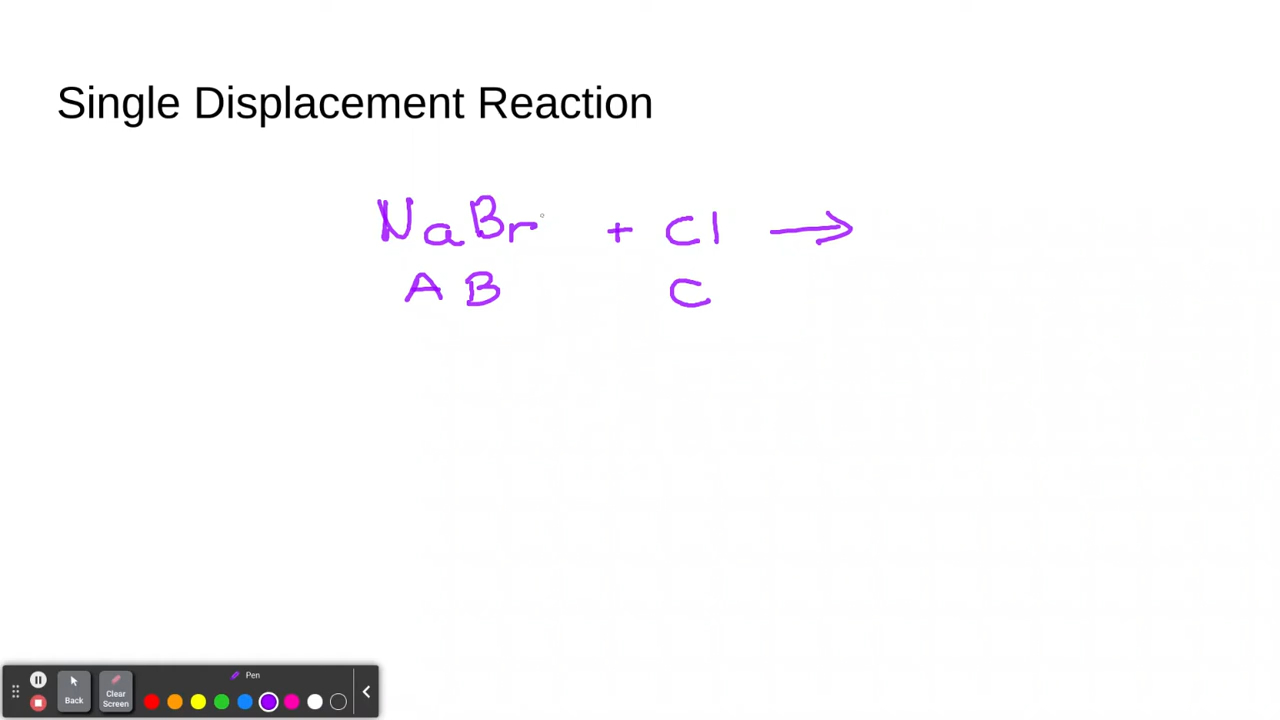 Single Displacement Reaction
NaBr + Cl →
A B C
Pen
Back
Clear
Screen